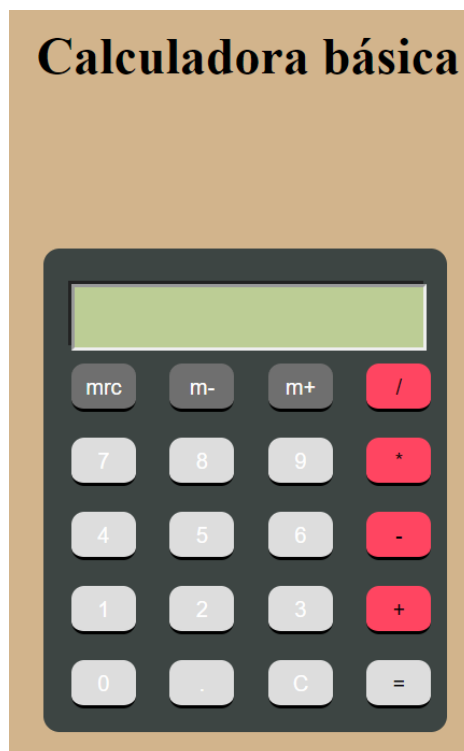 Calculadora básica
mrc m- m+ /
7 8 9 *
4 5 6 -
1 2 3 +
0 . C =